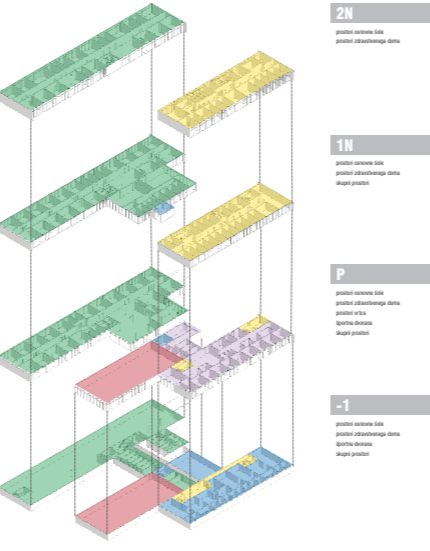 2N
prostori osnovne šole
prostori zdravstvenega doma
1N
prostori osnovne šole
prostori zdravstvenega doma
skupni prostori
P
prostori osnovne šole
prostori zdravstvenega doma
prostori vrtca
športna dvorana
skupni prostori
-1
prostori osnovne šole
prostori zdravstvenega doma
športna dvorana
skupni prostori